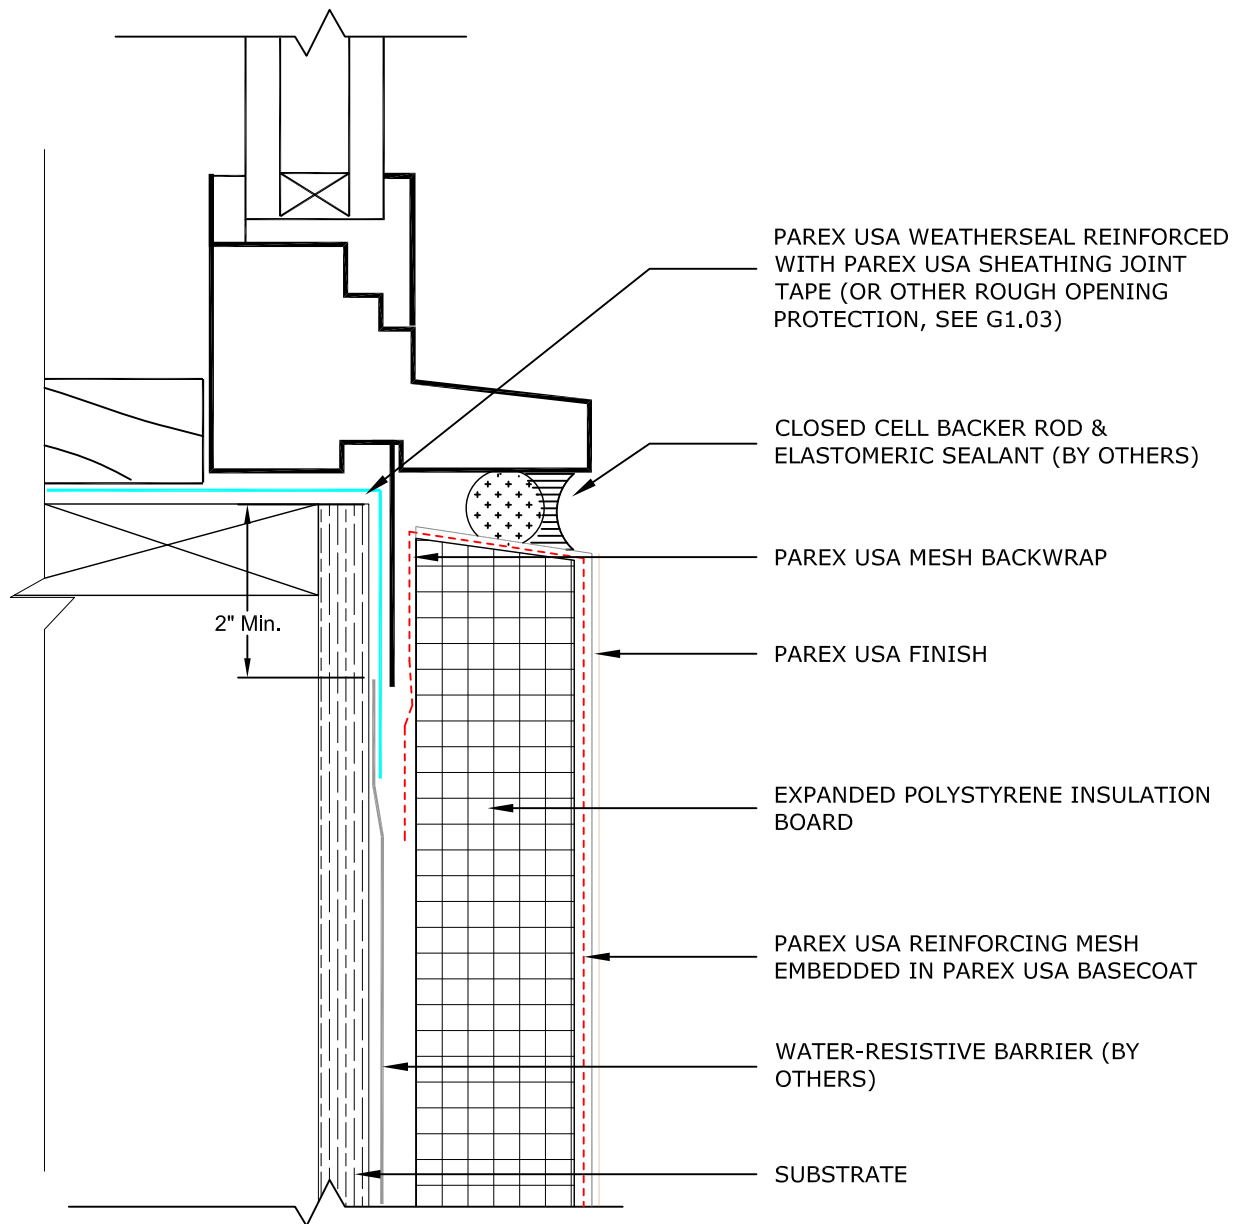 PAREX USA WEATHERSEAL REINFORCED
WITH PAREX USA SHEATHING JOINT
TAPE (OR OTHER ROUGH OPENING
PROTECTION, SEE G1.03)
CLOSED CELL BACKER ROD &
ELASTOMERIC SEALANT (BY OTHERS)
PAREX USA MESH BACKWRAP
2" Min.
PAREX USA FINISH
EXPANDED POLYSTYRENE INSULATION
BOARD
PAREX USA REINFORCING MESH
EMBEDDED IN PAREX USA BASECOAT
WATER-RESISTIVE BARRIER (BY
OTHERS)
SUBSTRATE